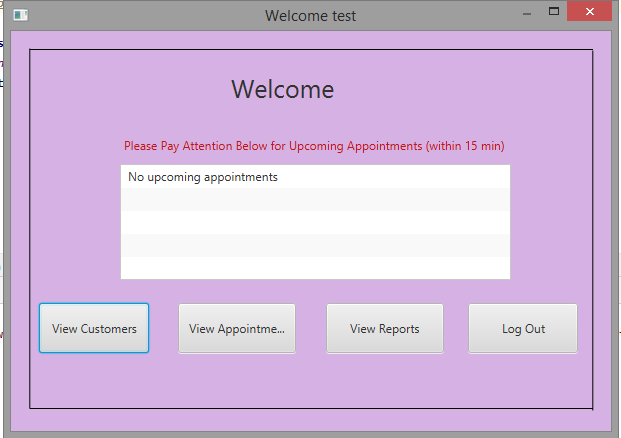 Welcome test
Welcome
Please Pay Attention Below for Upcoming Appointments (within 15 min)
No upcoming appointments
View Customers
View Appointme...
View Reports
Log Out